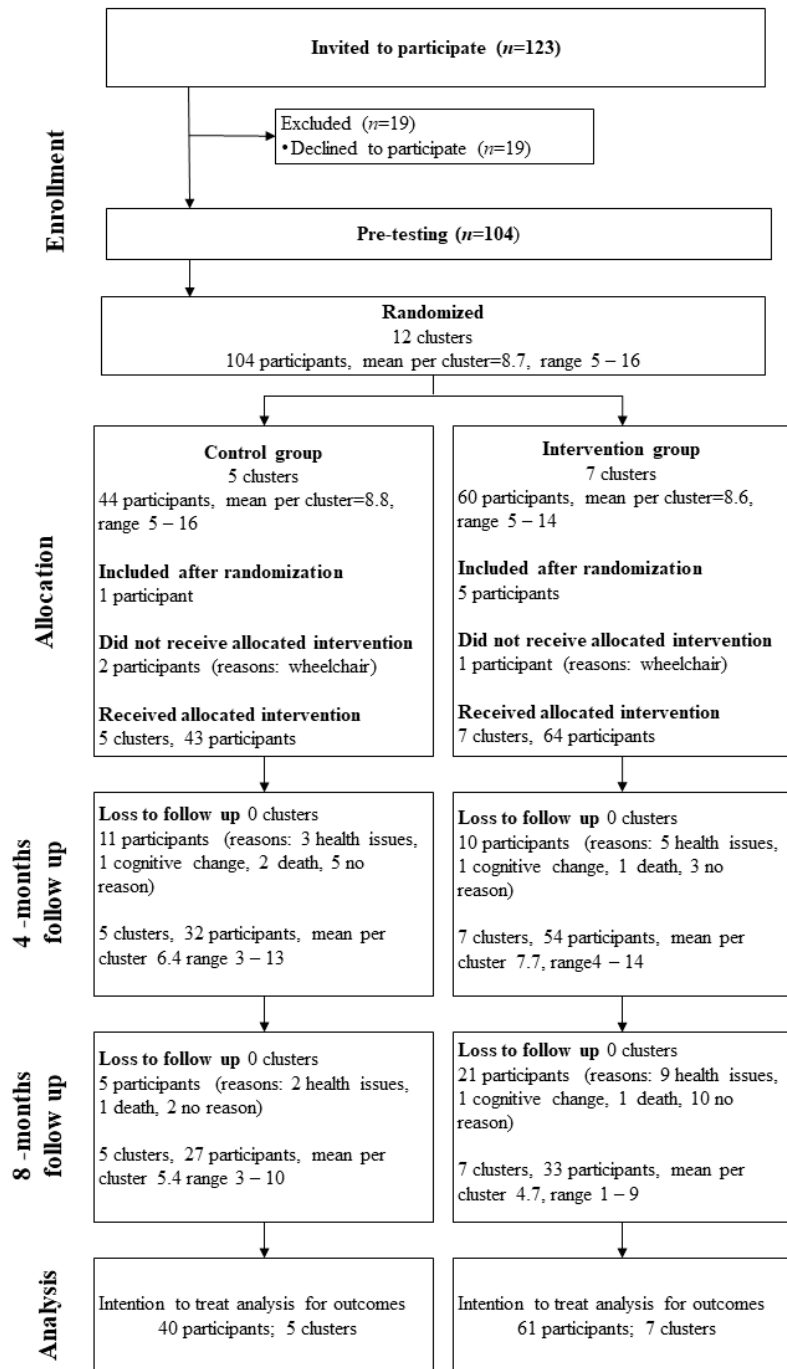 Invited to participate (n=123)
Excluded (n=19)
•Declined to participate (n=19)
Enrollment
Pre-testing (n=104)
Randomized
12 clusters
104 participants, mean per cluster=8.7, range 5 – 16
Allocation
Control group
5 clusters
44 participants, mean per cluster=8.8,
range 5 – 16
Included after randomization
1 participant
Did not receive allocated intervention
2 participants (reasons: wheelchair)
Received allocated intervention
5 clusters, 43 participants
Intervention group
7 clusters
60 participants, mean per cluster=8.6,
range 5 – 14
Included after randomization
5 participants
Did not receive allocated intervention
1 participant (reasons: wheelchair)
Received allocated intervention
7 clusters, 64 participants
4 -months
follow up
Loss to follow up 0 clusters
11 participants (reasons: 3 health issues,
1 cognitive change, 2 death, 5 no
reason)
5 clusters, 32 participants, mean per
cluster 6.4 range 3 – 13
Loss to follow up 0 clusters
10 participants (reasons: 5 health issues,
1 cognitive change, 1 death, 3 no
reason)
7 clusters, 54 participants, mean per
cluster 7.7, range4 – 14
8 -months
follow up
Loss to follow up 0 clusters
5 participants (reasons: 2 health issues,
1 death, 2 no reason)
5 clusters, 27 participants, mean per
cluster 5.4 range 3 – 10
Loss to follow up 0 clusters
21 participants (reasons: 9 health issues,
1 cognitive change, 1 death, 10 no
reason)
7 clusters, 33 participants, mean per
cluster 4.7, range 1 – 9
Analysis
Intention to treat analysis for outcomes
40 participants; 5 clusters
Intention to treat analysis for outcomes
61 participants; 7 clusters